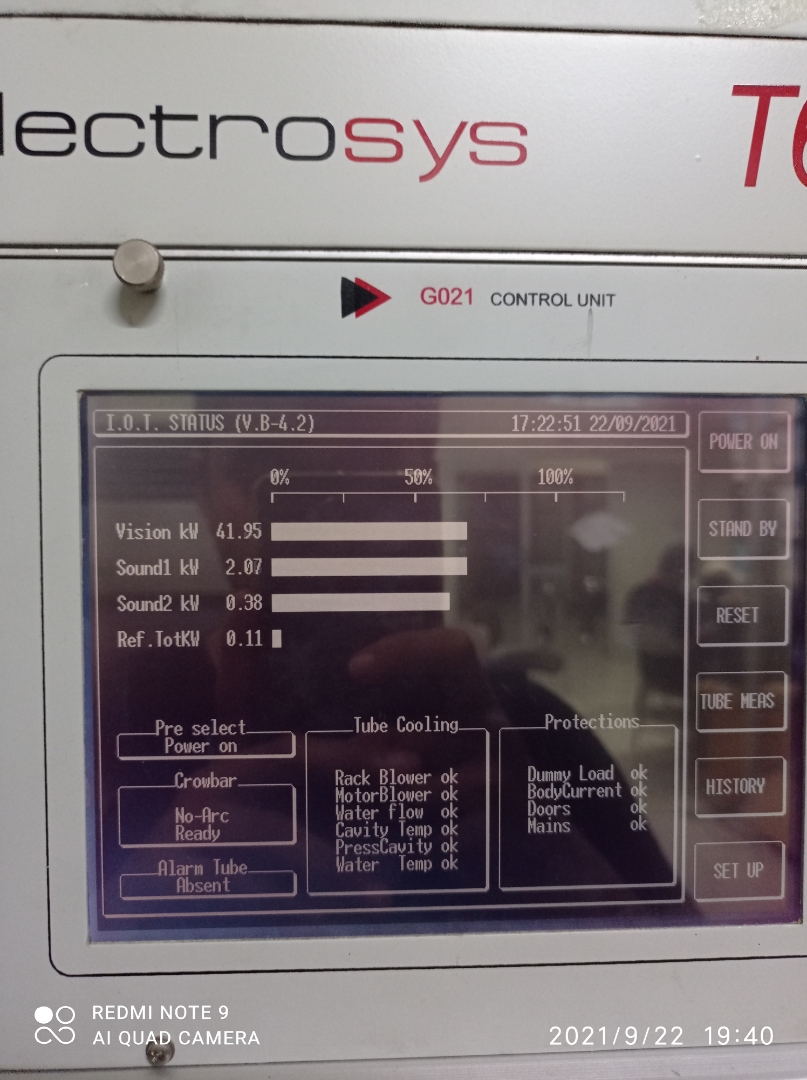 lectrosys T6
G021 CONTROL UNIT
I.O.T. STATUS (V.B-4.2) 17:22:51 22/09/2021
0% 50% 100%
Vision kW 41.95
Sound1 kW 2.07
Sound2 kW 0.38
Ref.TotKW 0.11
Pre select
Power on
Crowbar
No-Arc
Ready
Alarm Tube
Absent
Tube Cooling
Rack Blower ok
MotorBlower ok
Water flow ok
Cavity Temp ok
PressCavity ok
Water Temp ok
Protections
Dummy Load ok
BodyCurrent ok
Doors ok
Mains ok
POWER ON
STAND BY
RESET
TUBE MEAS
HISTORY
SET UP
REDMI NOTE 9
AI QUAD CAMERA
2021/9/22 19:40